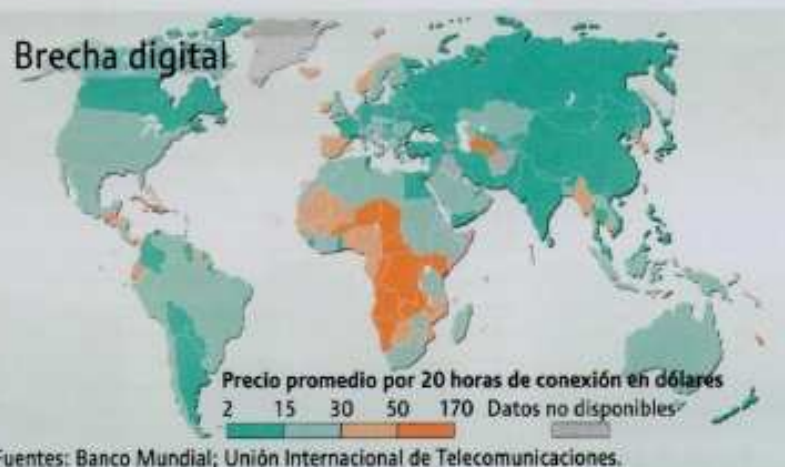 Brecha digital
Precio promedio por 20 horas de conexión en dólares
2 15 30 50 170 Datos no disponibles
Fuentes: Banco Mundial; Unión Internacional de Telecomunicaciones.